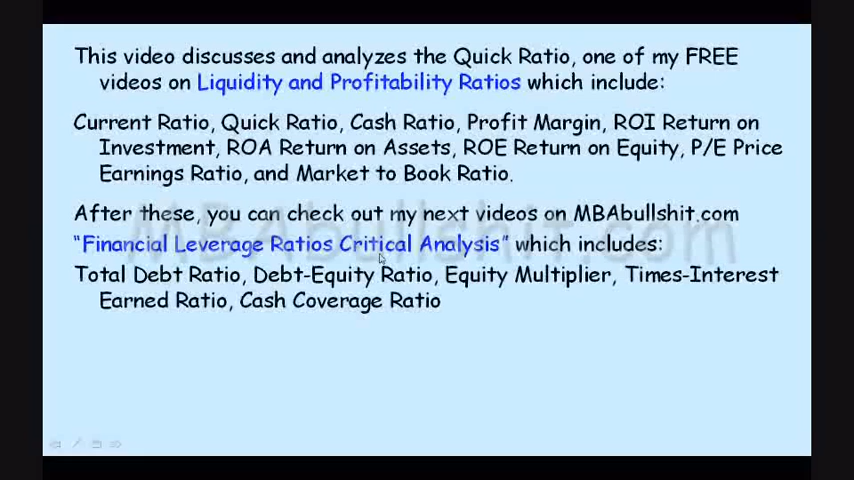 This video discusses and analyzes the Quick Ratio, one of my FREE
videos on Liquidity and Profitability Ratios which include:
Current Ratio, Quick Ratio, Cash Ratio, Profit Margin, ROI Return on
Investment, ROA Return on Assets, ROE Return on Equity, P/E Price
Earnings Ratio, and Market to Book Ratio.
After these, you can check out my next videos on MBAbullshit.com
MBAbullshit.com
“Financial Leverage Ratios Critical Analysis” which includes:
Total Debt Ratio, Debt-Equity Ratio, Equity Multiplier, Times-Interest
Earned Ratio, Cash Coverage Ratio